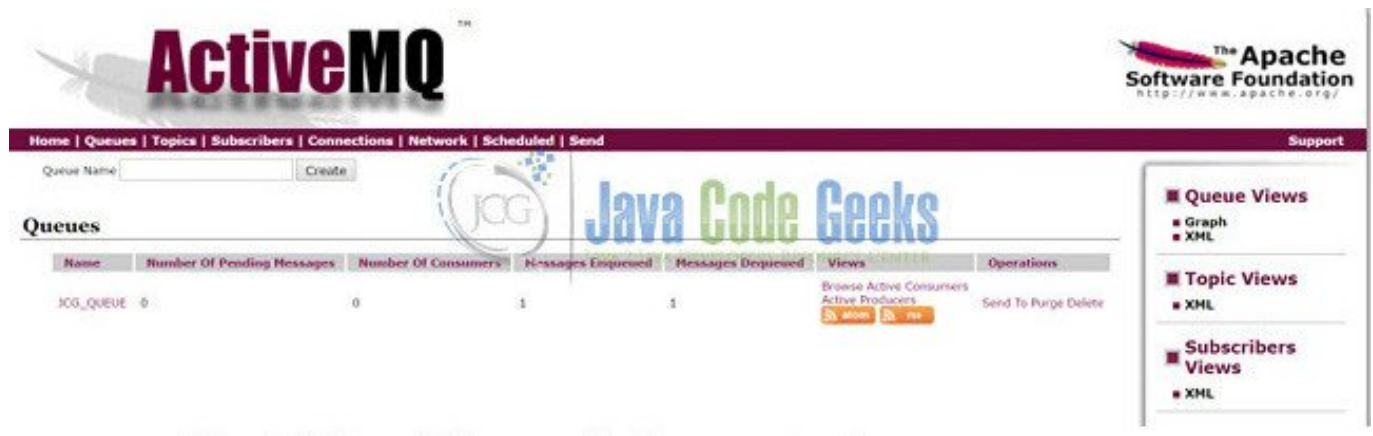 ActiveMQ ™
The Apache
Software Foundation
http://www.apache.org/
Home | Queues | Topics | Subscribers | Connections | Network | Scheduled | Send
Support
Queue Name
Create
JCG
Java Code Geeks
Queues
Name Number Of Pending Messages Number Of Consumers Messages Enqueued Messages Dequeued Views Operations
JCG_QUEUE 0 0 1 1
Browse Active Consumers
Active Producers
atom rss
Send To Purge Delete
Queue Views
Graph
XML
Topic Views
XML
Subscribers
Views
XML